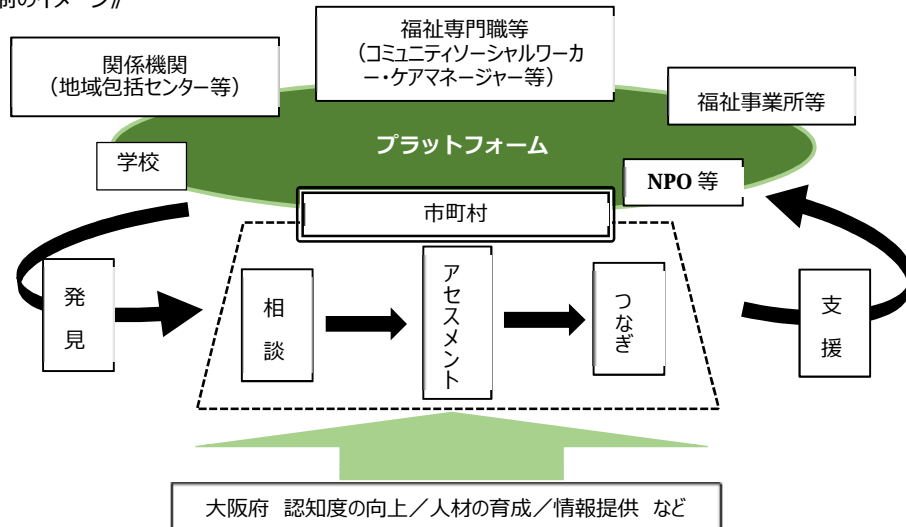 のイメージ》
福祉専門職等
（コミュニティソーシャルワーカ
ー・ケアマネージャー等）
関係機関
（地域包括センター等）
福祉事業所等
プラットフォーム
学校
NPO 等
市町村
発見
相談
アセスメント
つなぎ
支援
大阪府 認知度の向上／人材の育成／情報提供 など